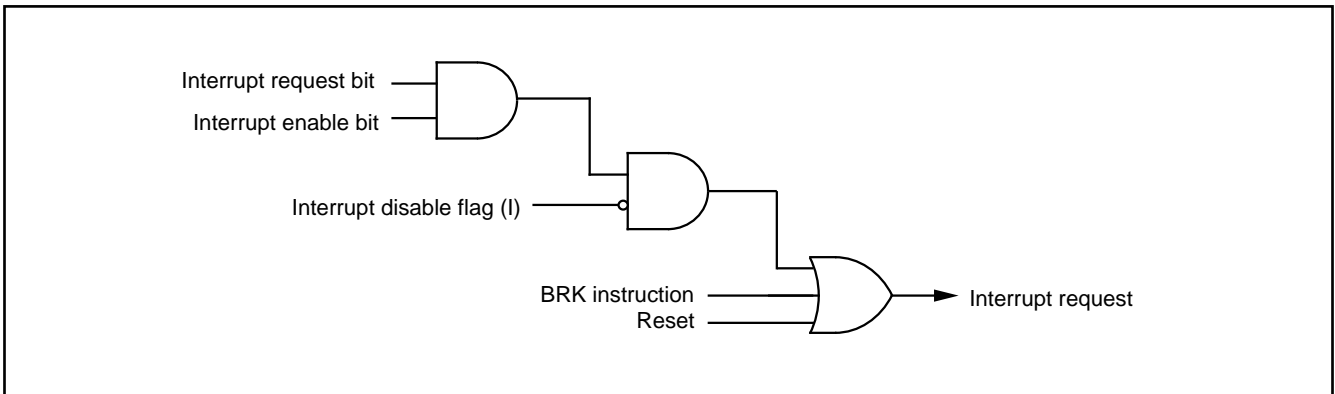 Interrupt request bit
Interrupt enable bit
Interrupt disable flag (I)
BRK instruction
Reset
Interrupt request